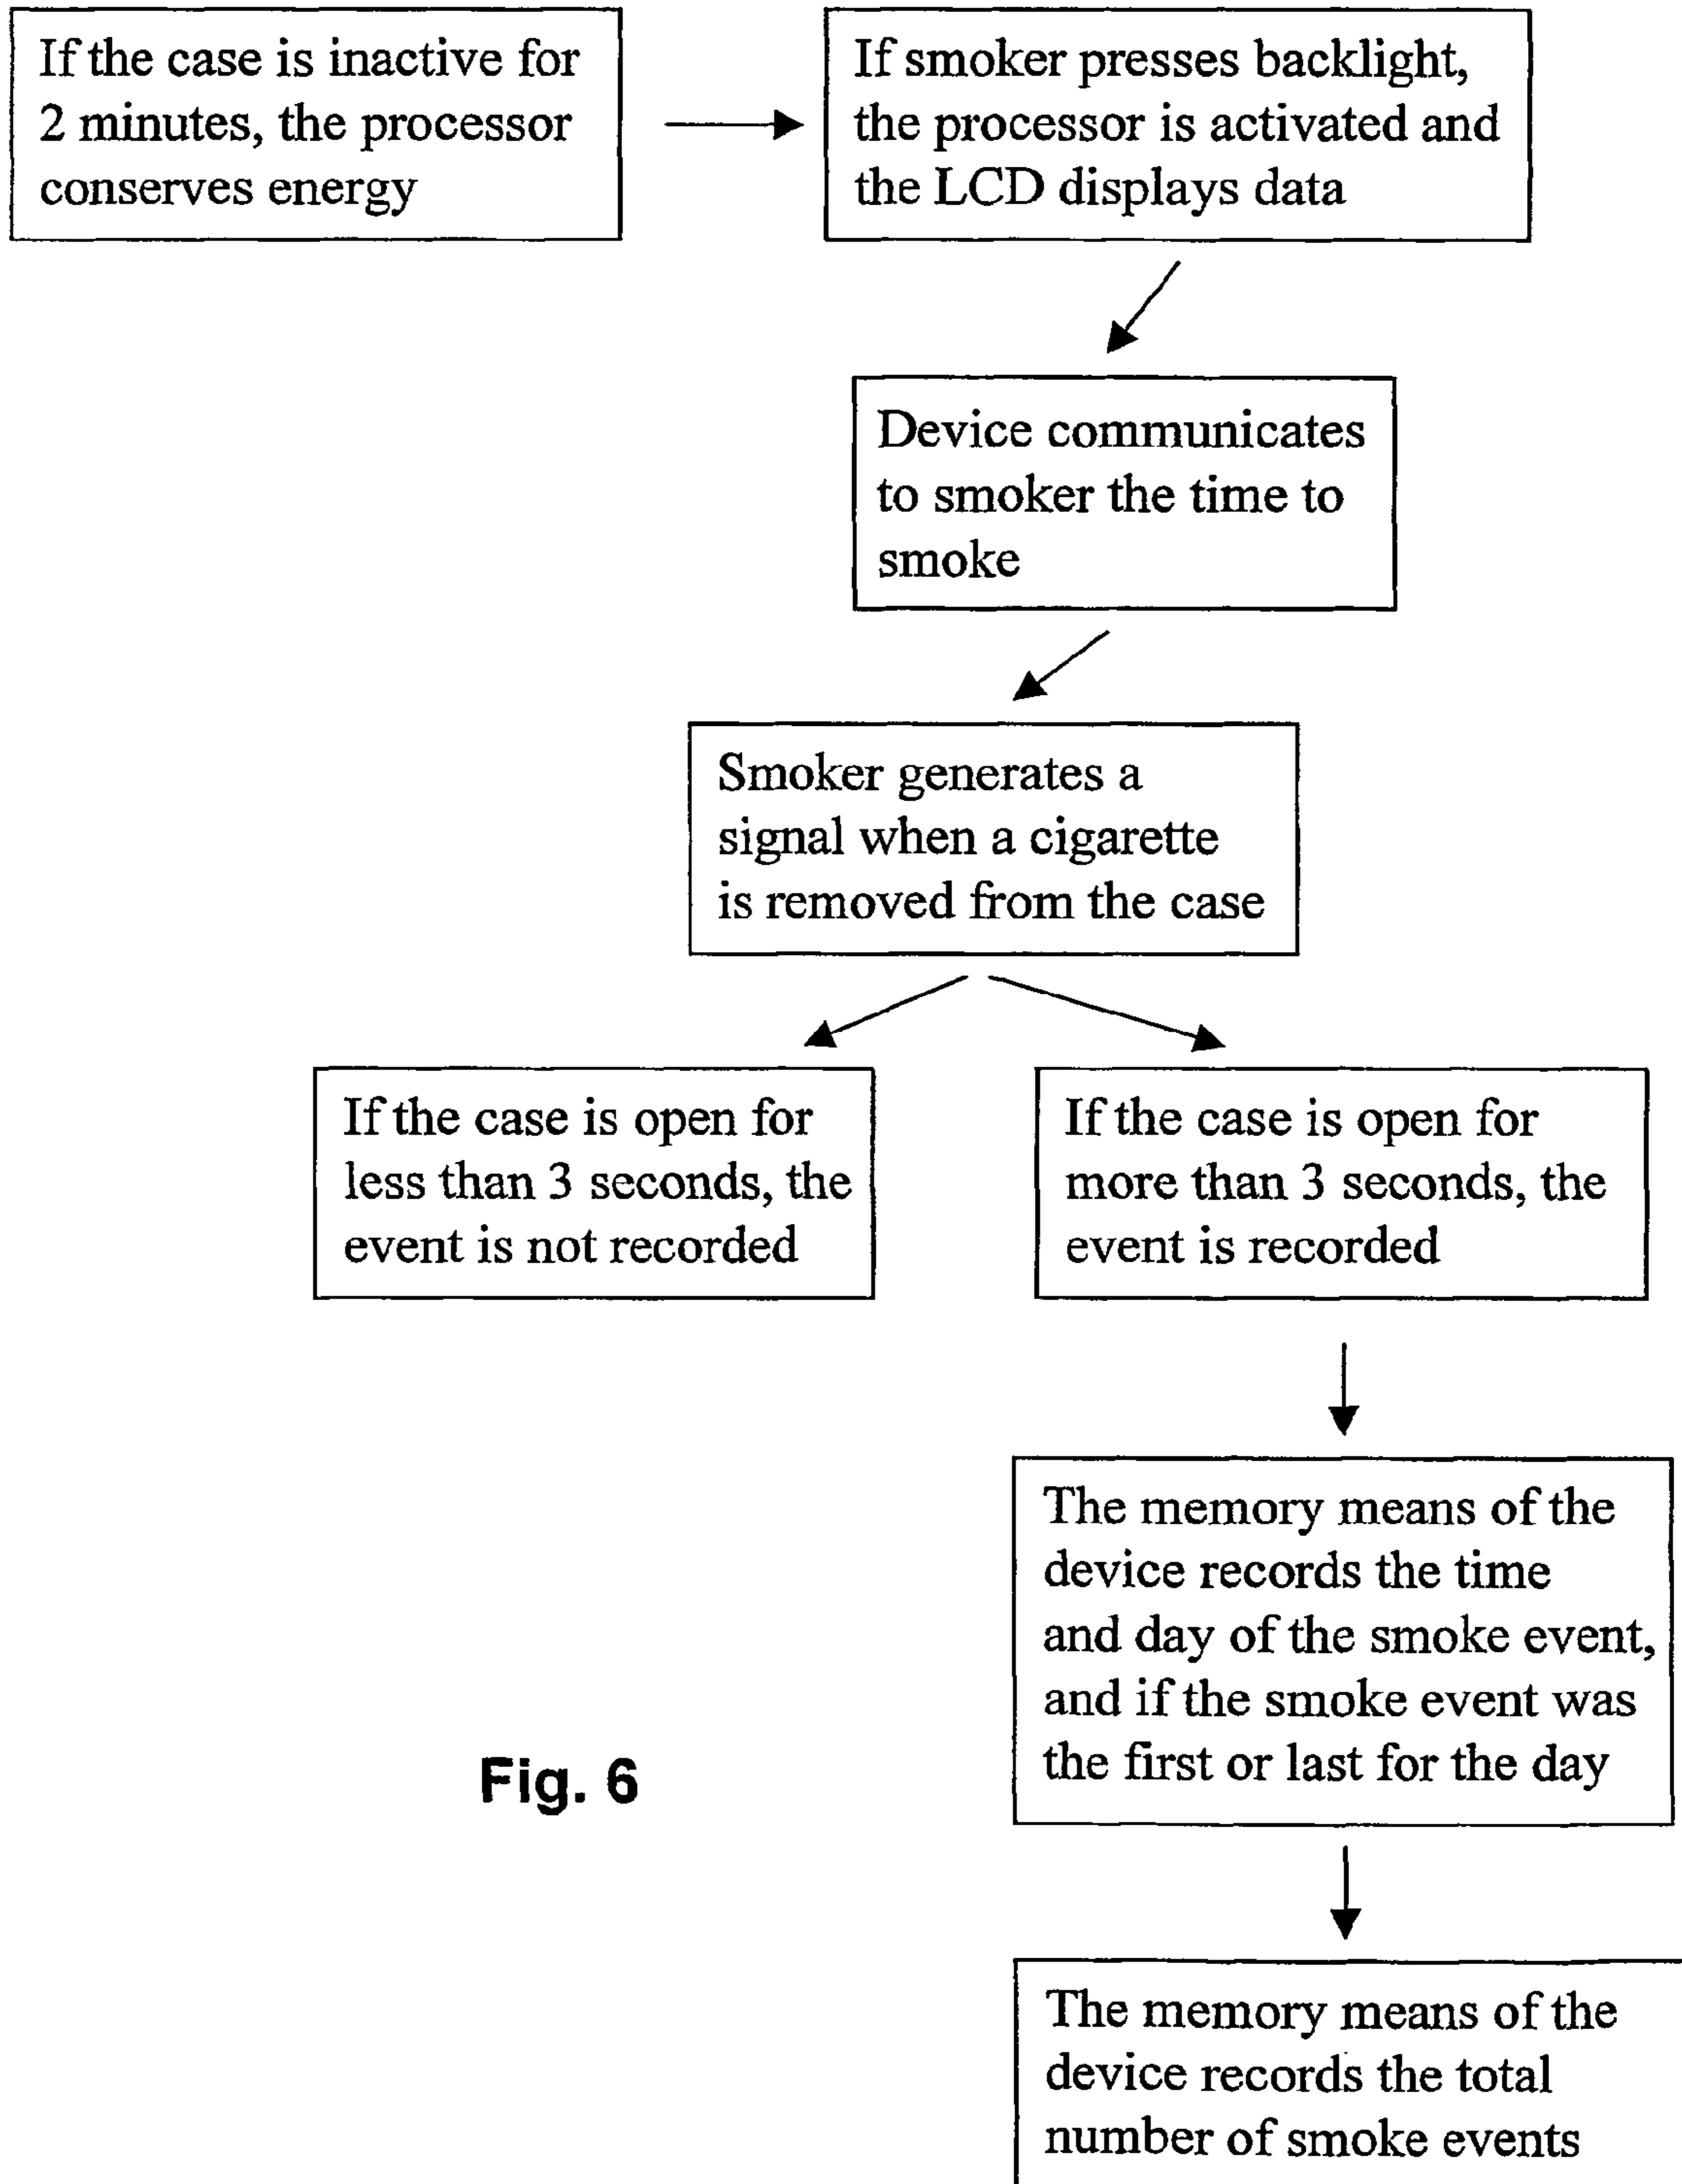 If the case is inactive for
2 minutes, the processor
conserves energy
If smoker presses backlight,
the processor is activated and
the LCD displays data
Device communicates
to smoker the time to
smoke
Smoker generates a
signal when a cigarette
is removed from the case
If the case is open for
less than 3 seconds, the
event is not recorded
If the case is open for
more than 3 seconds, the
event is recorded
The memory means of the
device records the time
and day of the smoke event,
and if the smoke event was
the first or last for the day
Fig. 6
The memory means of the
device records the total
number of smoke events